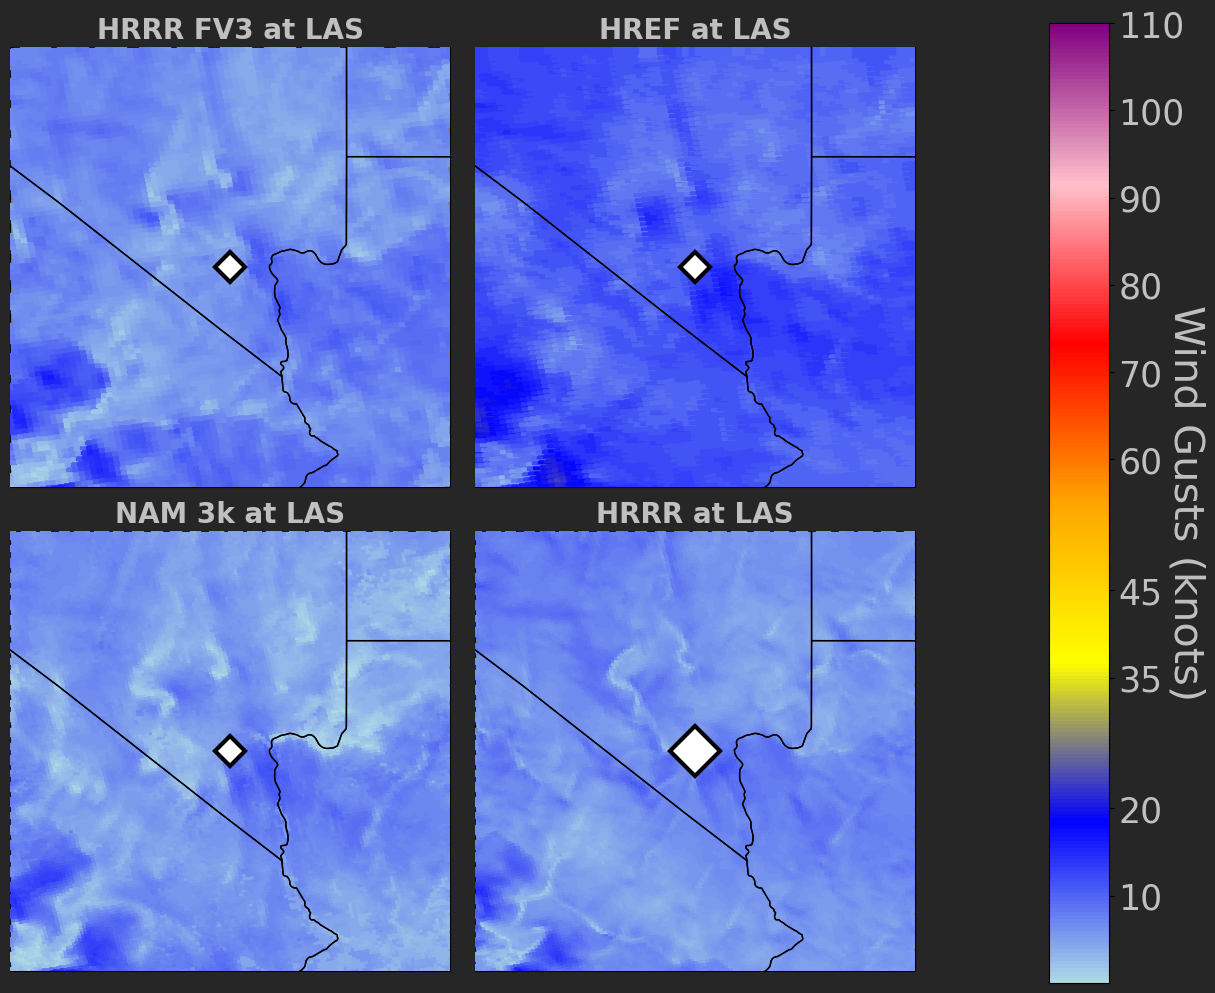 HRRR FV3 at LAS
HREF at LAS
NAM 3k at LAS
HRRR at LAS
110
100
90
80
70
60
45
35
20
10
Wind Gusts (knots)